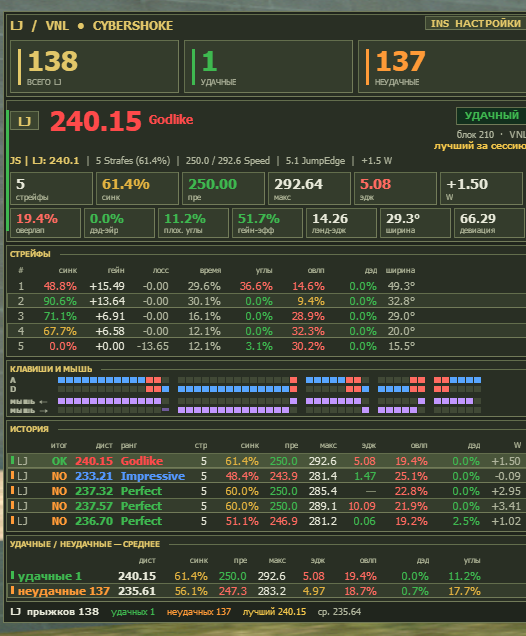 LJ / VNL ● CYBERSHOKE INS НАСТРОЙКИ
138 1 137
ВСЕГО LJ УДАЧНЫЕ НЕУДАЧНЫЕ
LJ 240.15 Godlike УДАЧНЫЙ
блок 210 · VNL
лучший за сессию
JS | LJ: 240.1 | 5 Strafes (61.4%) | 250.0 / 292.6 Speed | 5.1 JumpEdge | +1.5 W
5 61.4% 250.00 292.64 5.08 +1.50
стрейфы синк пре макс эдж W
19.4% 0.0% 11.2% 51.7% 14.26 29.3° 66.29
оверлап дэд-эйр плох. углы гейн-эфф лэнд-эдж ширина девиация
СТРЕЙФЫ
# синк гейн лосс время углы овлп дэд ширина
1 48.8% +15.49 -0.00 29.6% 36.6% 14.6% 0.0% 49.3°
2 90.6% +13.64 -0.00 30.1% 0.0% 9.4% 0.0% 32.8°
3 71.1% +6.91 -0.00 16.1% 0.0% 28.9% 0.0% 29.0°
4 67.7% +6.58 -0.00 12.1% 0.0% 32.3% 0.0% 20.0°
5 0.0% +0.00 -13.65 12.1% 3.1% 30.2% 0.0% 15.5°
КЛАВИШИ И МЫШЬ
A
D
мышь ←
мышь →
ИСТОРИЯ
итог дист ранг стр синк пре макс эдж овлп дэд W
LJ OK 240.15 Godlike 5 61.4% 250.0 292.6 5.08 19.4% 0.0% +1.50
LJ NO 233.21 Impressive 5 48.4% 243.9 281.4 1.47 25.1% 0.0% -0.09
LJ NO 237.32 Perfect 5 60.0% 250.0 285.4 — 22.8% 0.0% +2.95
LJ NO 237.57 Perfect 5 60.0% 250.0 289.1 10.09 21.9% 0.0% +3.41
LJ NO 236.70 Perfect 5 51.1% 246.9 281.2 0.06 19.2% 2.5% +1.02
УДАЧНЫЕ / НЕУДАЧНЫЕ — СРЕДНЕЕ
дист синк пре макс эдж овлп дэд углы
удачные 1 240.15 61.4% 250.0 292.6 5.08 19.4% 0.0% 11.2%
неудачные 137 235.61 56.1% 247.3 283.2 4.97 18.7% 0.7% 17.7%
LJ прыжков 138 удачных 1 неудачных 137 лучший 240.15 ср. 235.64